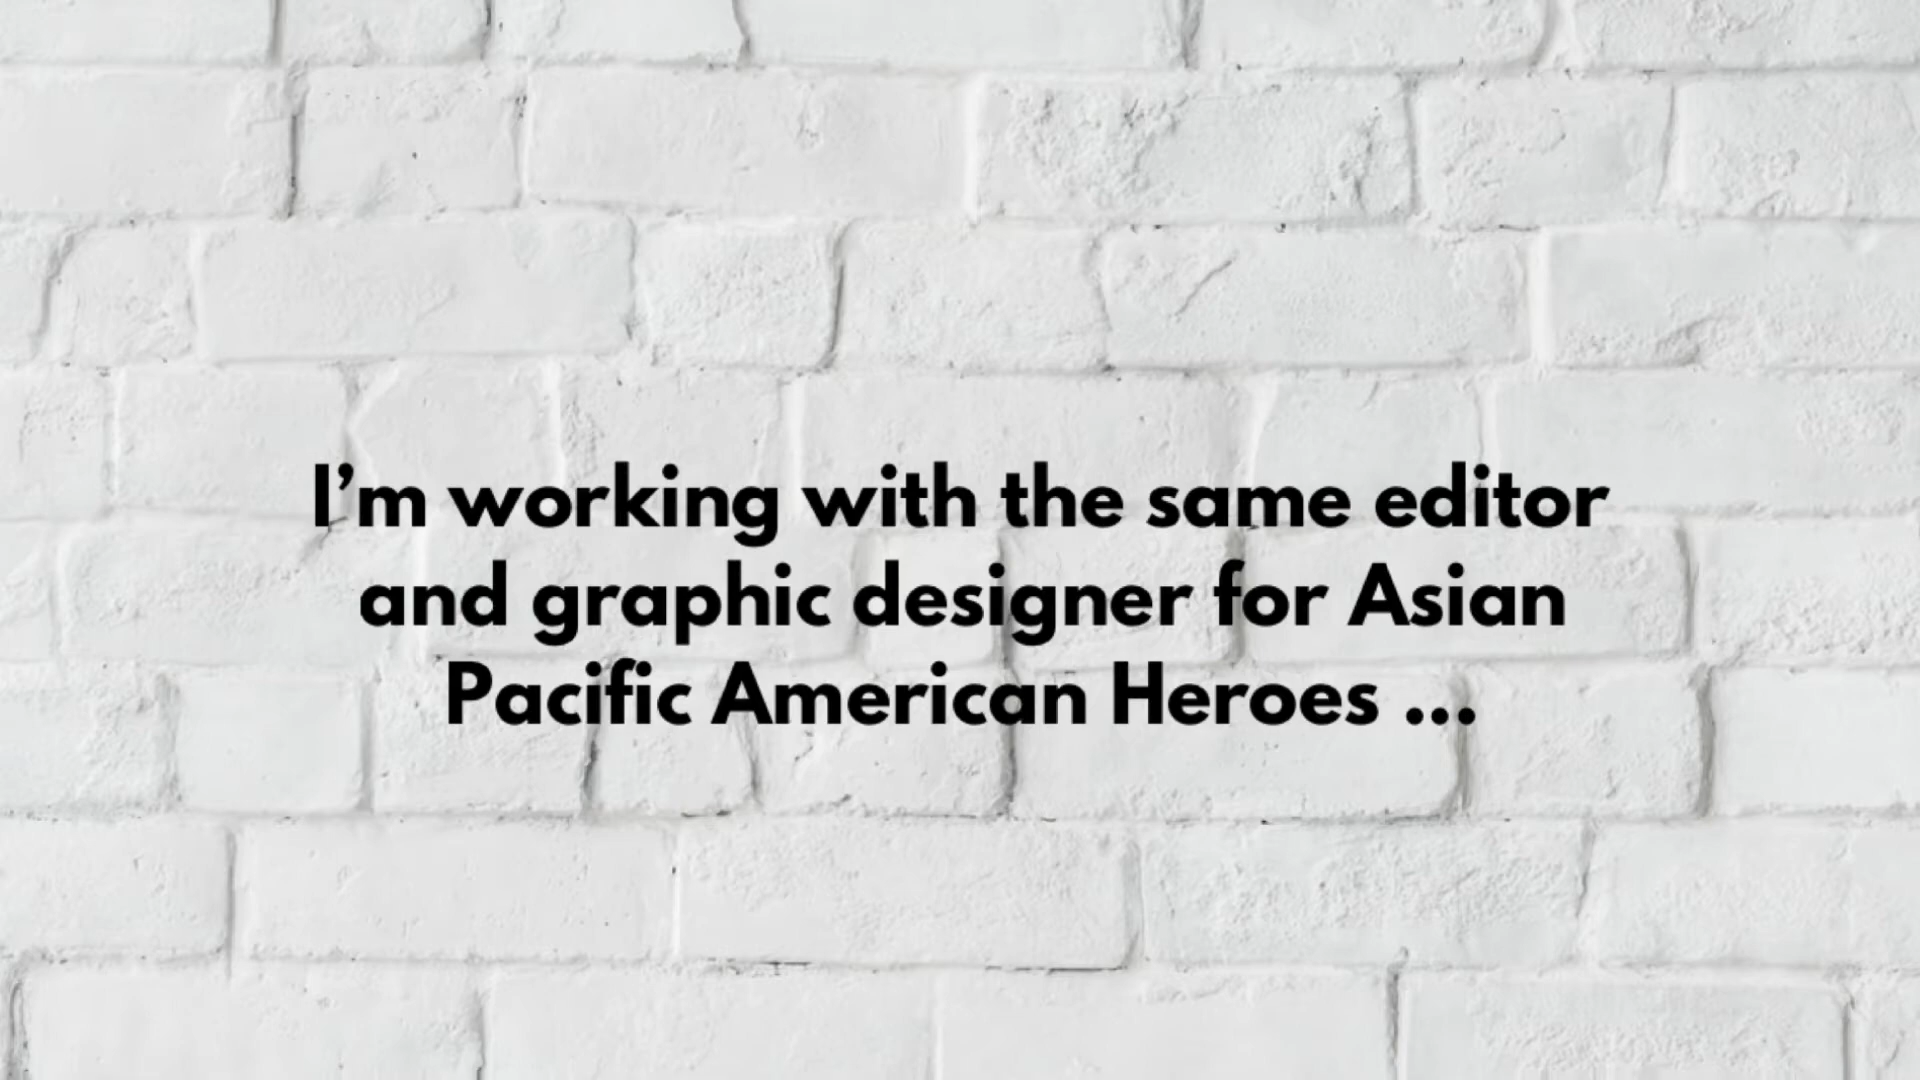 I’m working with the same editor
and graphic designer for Asian
Pacific American Heroes ...